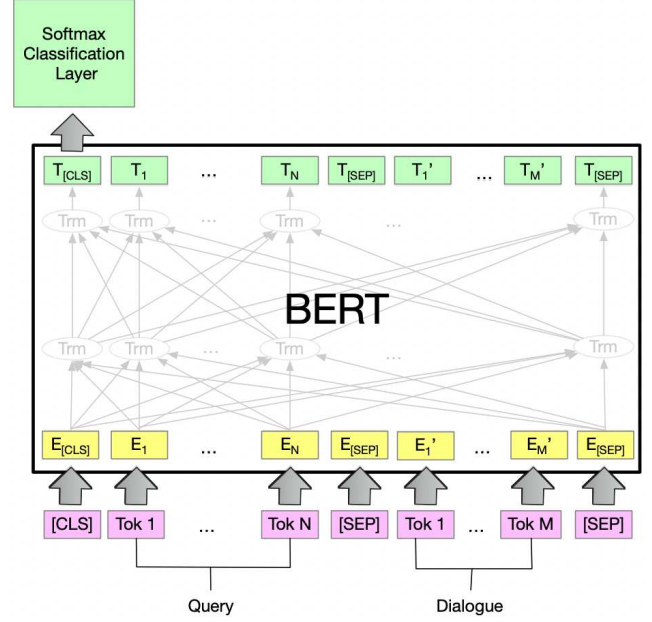 Softmax
Classification
Layer
T[CLS] T1 ... TN T[SEP] T1’ ... TM’ T[SEP]
Trm Trm ... Trm ... Trm
BERT
Trm Trm ... Trm ... Trm
E[CLS] E1 ... EN E[SEP] E1’ ... EM’ E[SEP]
[CLS] Tok 1 ... Tok N [SEP] Tok 1 ... Tok M [SEP]
Query Dialogue